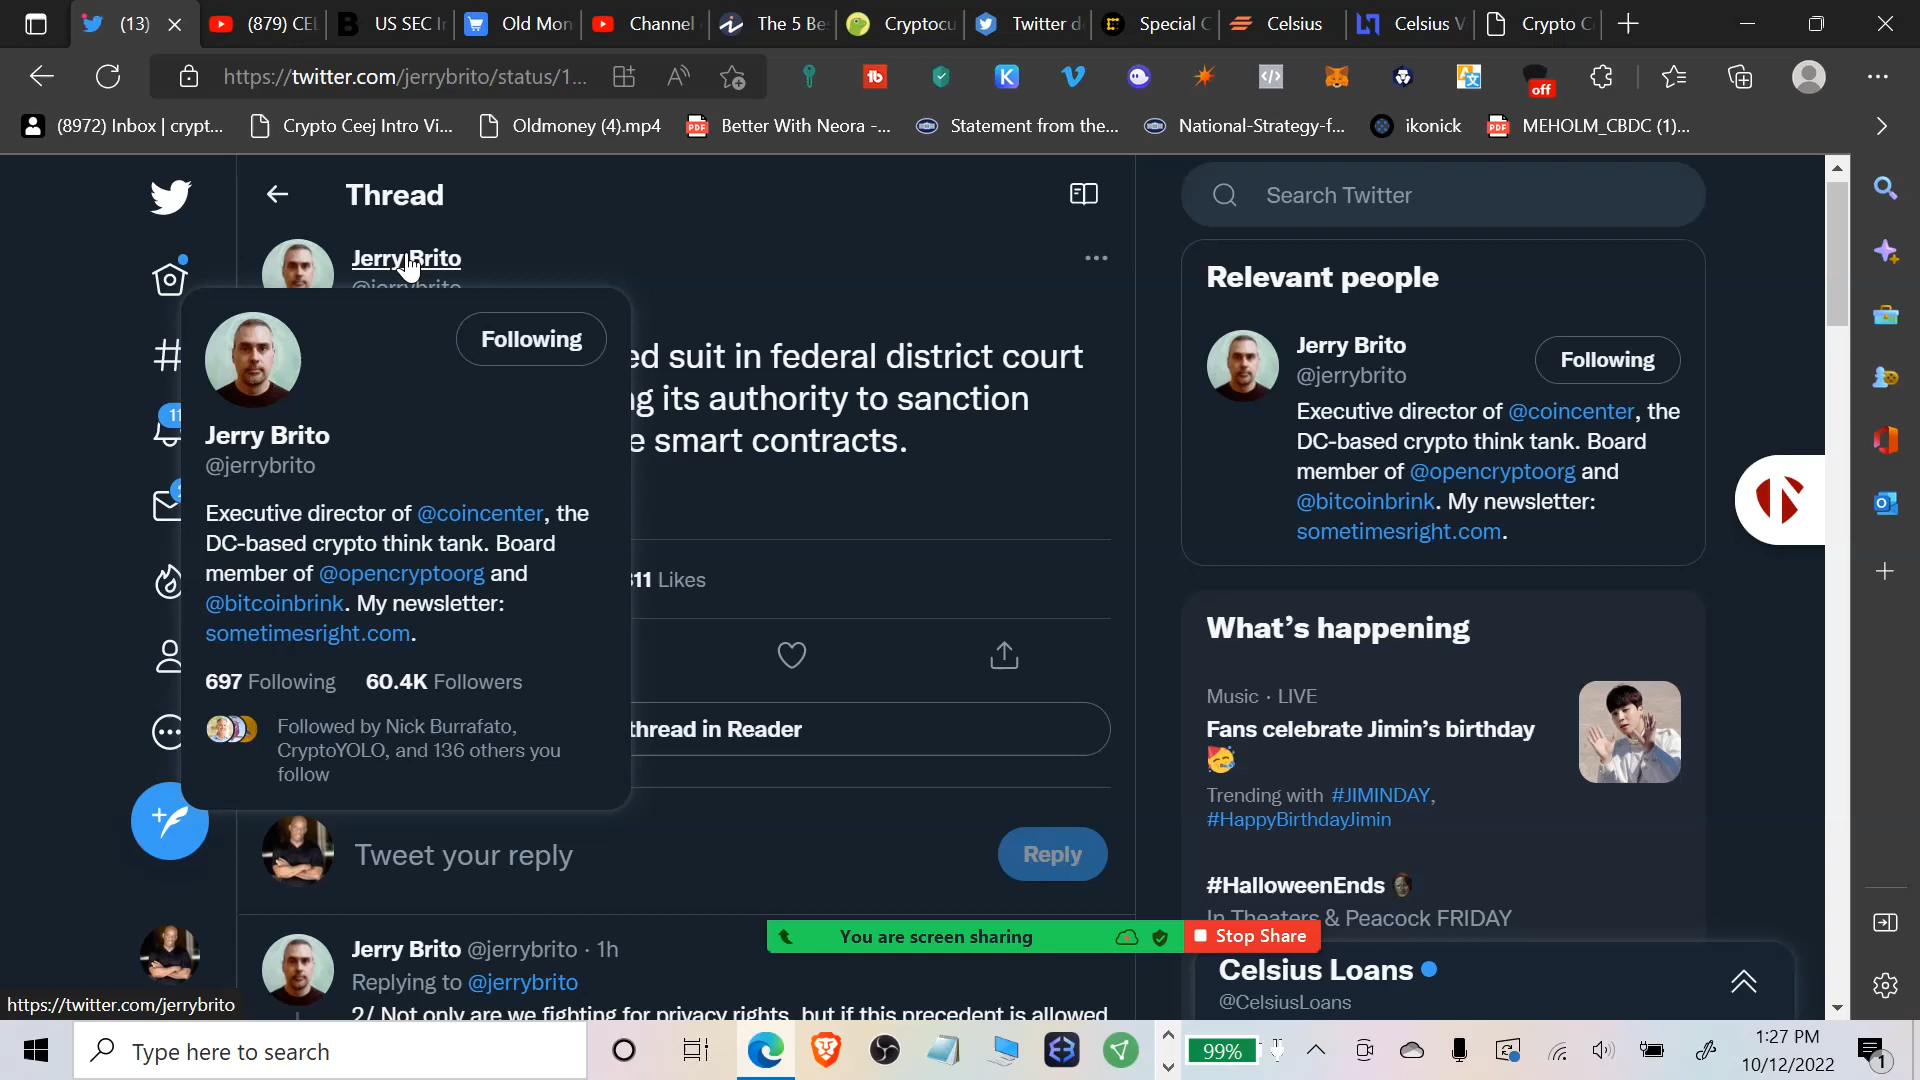 (13)
(879) CEL
US SEC I
Old Mon
Channel
The 5 Be
Cryptocu
Twitter d
Special C
Celsius
Celsius V
Crypto C
https://twitter.com/jerrybrito/status/1...
off
(8972) Inbox | crypt...
Crypto Ceej Intro Vi...
Oldmoney (4).mp4
Better With Neora -...
Statement from the...
National-Strategy-f...
ikonick
MEHOLM_CBDC (1)...
Thread
Search Twitter
Jerry Brito
@jerrybrito
Following
Jerry Brito
@jerrybrito
Executive director of @coincenter, the
DC-based crypto think tank. Board
member of @opencryptoorg and
@bitcoinbrink. My newsletter:
sometimesright.com.
697 Following 60.4K Followers
Followed by Nick Burrafato,
CryptoYOLO, and 136 others you
follow
ed suit in federal district court
g its authority to sanction
e smart contracts.
11 Likes
thread in Reader
Tweet your reply
Reply
Jerry Brito @jerrybrito · 1h
Replying to @jerrybrito
2/ Not only are we fighting for privacy rights, but if this precedent is allowed
Relevant people
Jerry Brito
@jerrybrito
Following
Executive director of @coincenter, the
DC-based crypto think tank. Board
member of @opencryptoorg and
@bitcoinbrink. My newsletter:
sometimesright.com.
What's happening
Music · LIVE
Fans celebrate Jimin's birthday
Trending with #JIMINDAY,
#HappyBirthdayJimin
#HalloweenEnds
In Theaters & Peacock FRIDAY
You are screen sharing
Stop Share
Celsius Loans
@CelsiusLoans
https://twitter.com/jerrybrito
Type here to search
99%
1:27 PM
10/12/2022
1